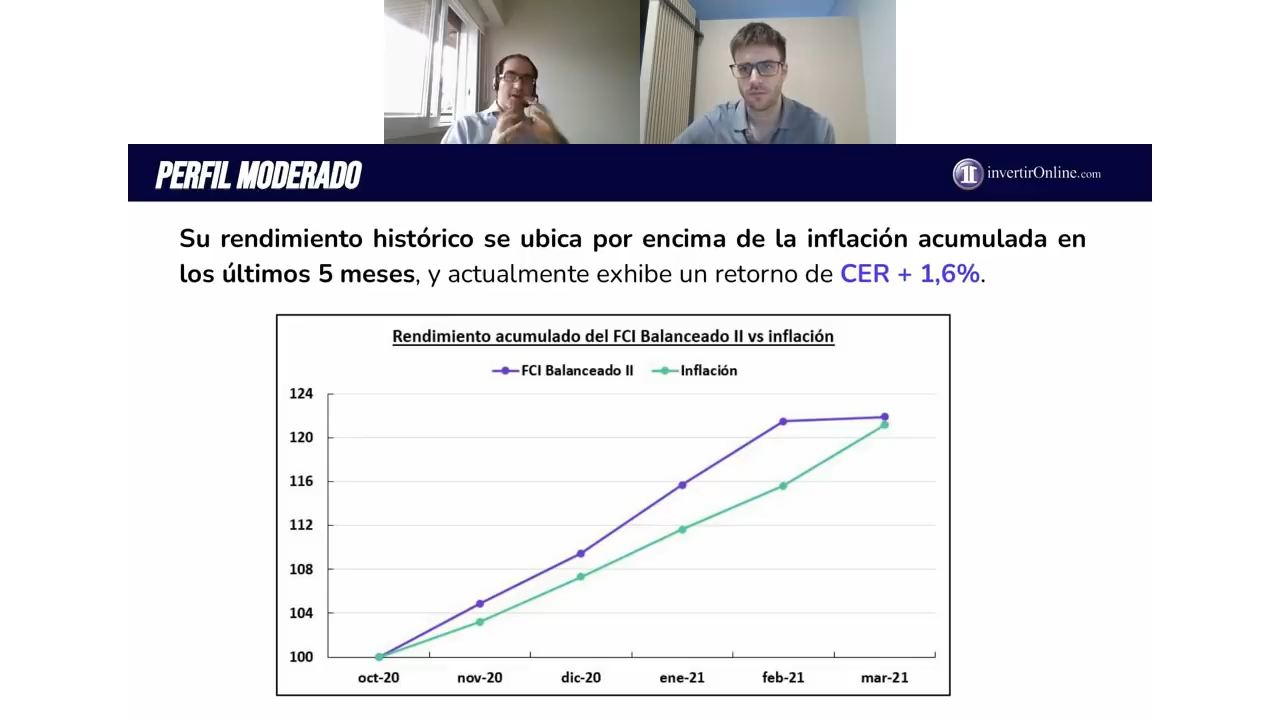 PERFIL MODERADO
invertirOnline.com
Su rendimiento histórico se ubica por encima de la inflación acumulada en
los últimos 5 meses, y actualmente exhibe un retorno de CER + 1,6%.
Rendimiento acumulado del FCI Balanceado II vs inflación
FCI Balanceado II Inflación
124
120
116
112
108
104
100
oct-20 nov-20 dic-20 ene-21 feb-21 mar-21